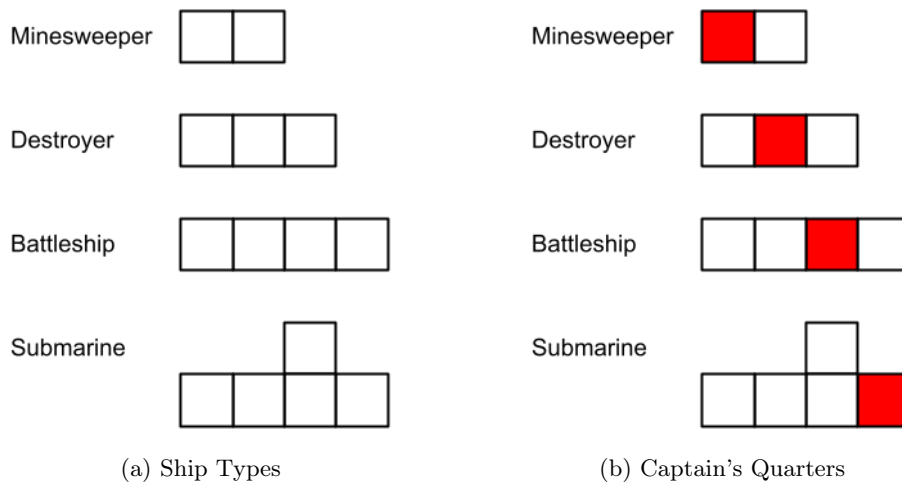 Minesweeper
Destroyer
Battleship
Submarine
(a) Ship Types
Minesweeper
Destroyer
Battleship
Submarine
(b) Captain's Quarters